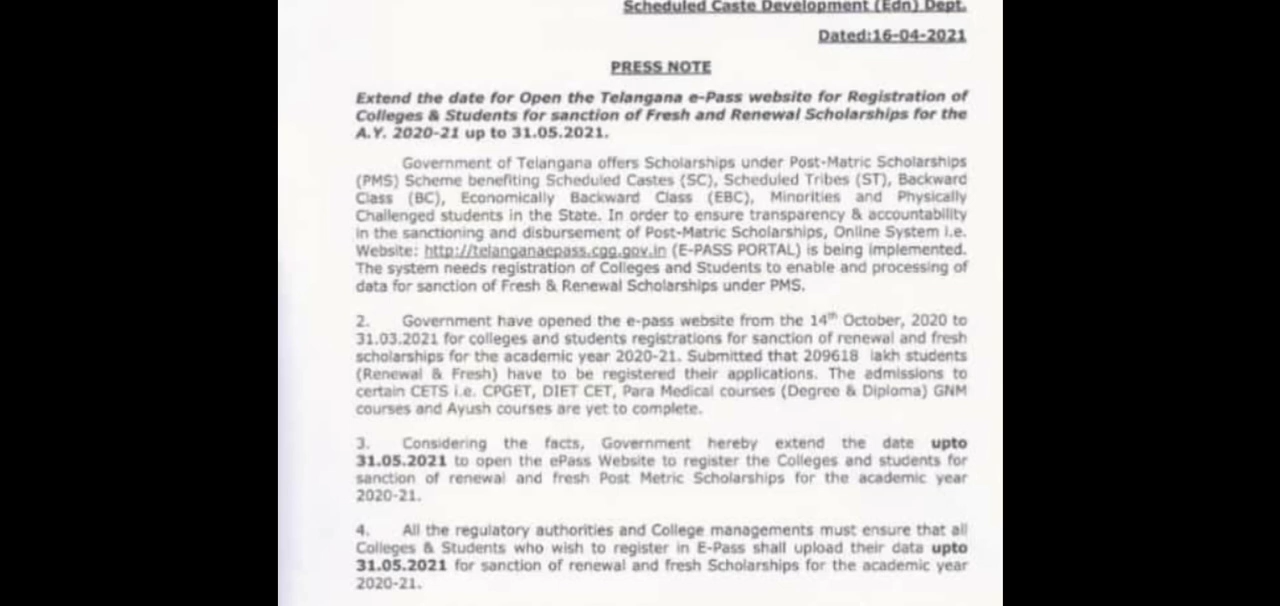 Scheduled Caste Development (Edn) Dept.
Dated:16-04-2021
PRESS NOTE
Extend the date for Open the Telangana e-Pass website for Registration of
Colleges & Students for sanction of Fresh and Renewal Scholarships for the
A.Y. 2020-21 up to 31.05.2021.
Government of Telangana offers Scholarships under Post-Matric Scholarships
(PMS) Scheme benefiting Scheduled Castes (SC), Scheduled Tribes (ST), Backward
Class (BC), Economically Backward Class (EBC), Minorities and Physically
Challenged students in the State. In order to ensure transparency & accountability
in the sanctioning and disbursement of Post-Matric Scholarships, Online System i.e.
Website: http://telanganaepass.cgg.gov.in (E-PASS PORTAL) is being implemented.
The system needs registration of Colleges and Students to enable and processing of
data for sanction of Fresh & Renewal Scholarships under PMS.
2. Government have opened the e-pass website from the 14th October, 2020 to
31.03.2021 for colleges and students registrations for sanction of renewal and fresh
scholarships for the academic year 2020-21. Submitted that 209618 lakh students
(Renewal & Fresh) have to be registered their applications. The admissions to
certain CETS i.e. CPGET, DIET CET, Para Medical courses (Degree & Diploma) GNM
courses and Ayush courses are yet to complete.
3. Considering the facts, Government hereby extend the date upto
31.05.2021 to open the ePass Website to register the Colleges and students for
sanction of renewal and fresh Post Metric Scholarships for the academic year
2020-21.
4. All the regulatory authorities and College managements must ensure that all
Colleges & Students who wish to register in E-Pass shall upload their data upto
31.05.2021 for sanction of renewal and fresh Scholarships for the academic year
2020-21.